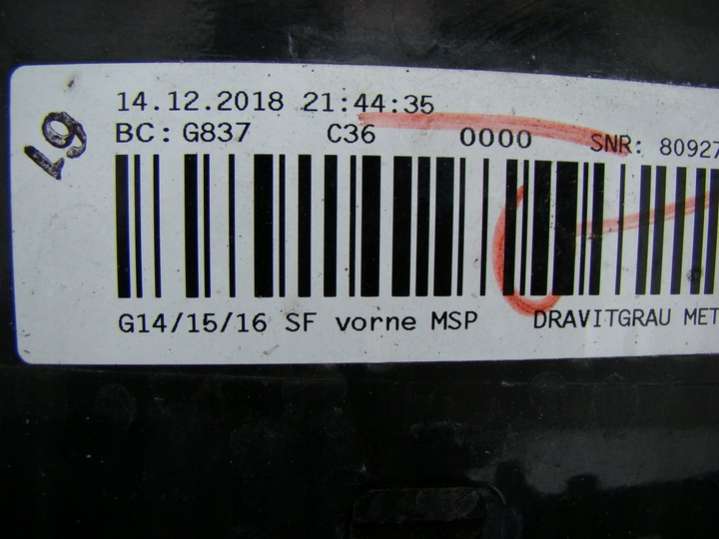 14.12.2018 21:44:35
BC: G837 C36 0000 SNR: 80927
G14/15/16 SF vorne MSP DRAVITGRAU MET